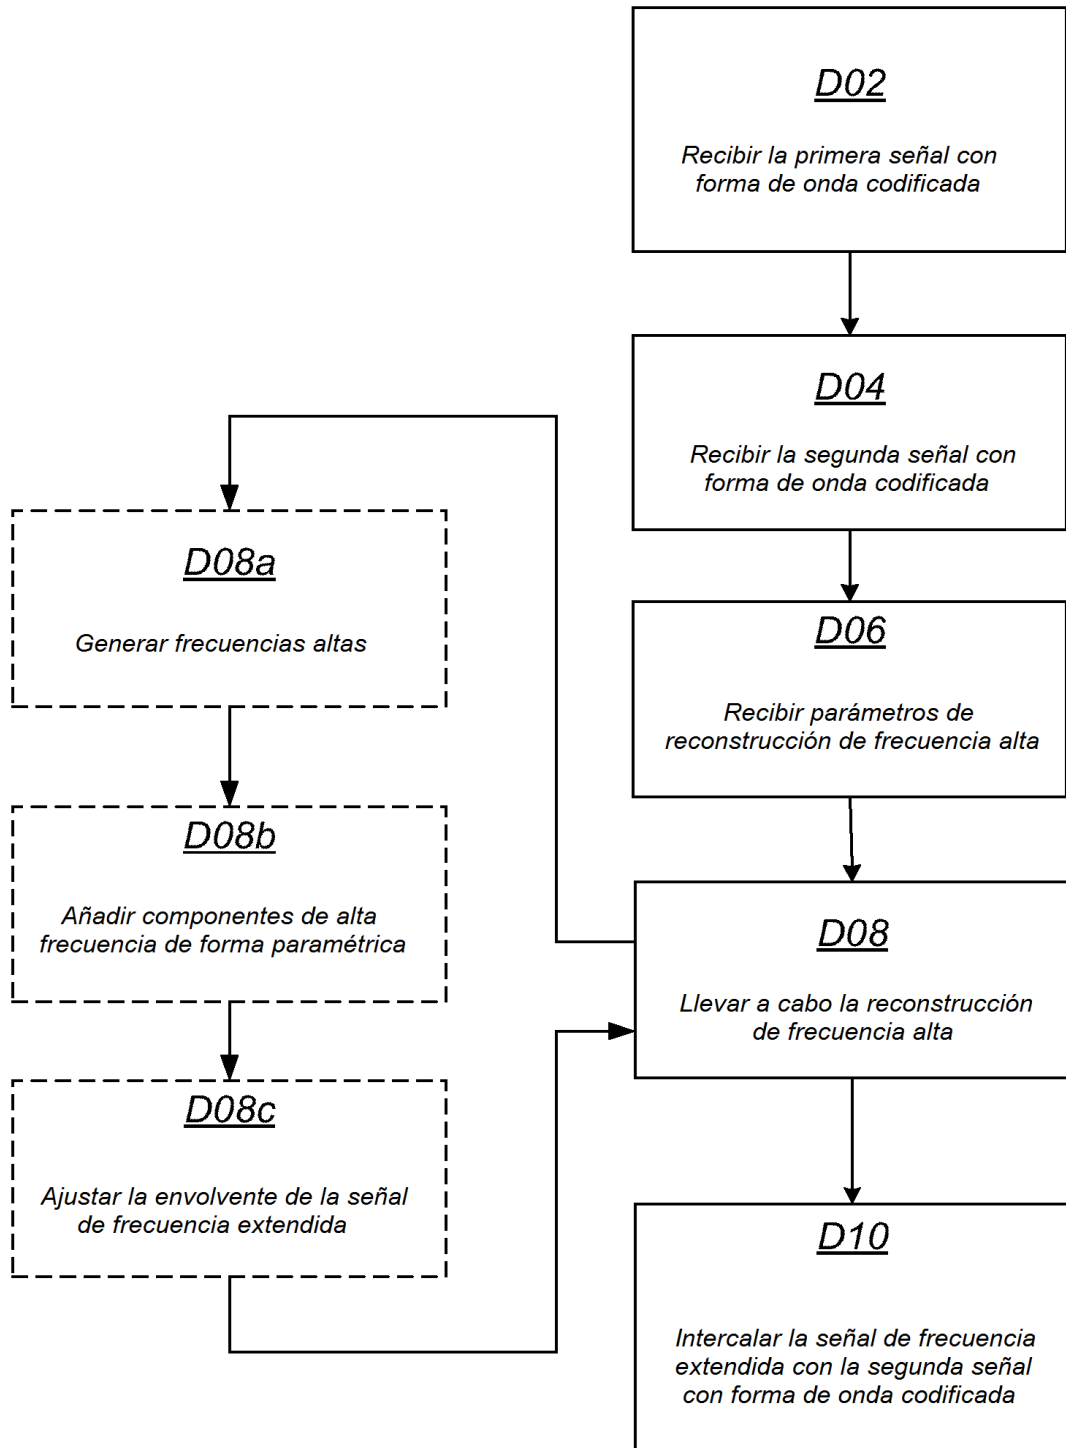 D02
Recibir la primera señal con
forma de onda codificada
D04
Recibir la segunda señal con
forma de onda codificada
D06
Recibir parámetros de
reconstrucción de frecuencia alta
D08
Llevar a cabo la reconstrucción
de frecuencia alta
D08a
Generar frecuencias altas
D08b
Añadir componentes de alta
frecuencia de forma paramétrica
D08c
Ajustar la envolvente de la señal
de frecuencia extendida
D10
Intercalar la señal de frecuencia
extendida con la segunda señal
con forma de onda codificada